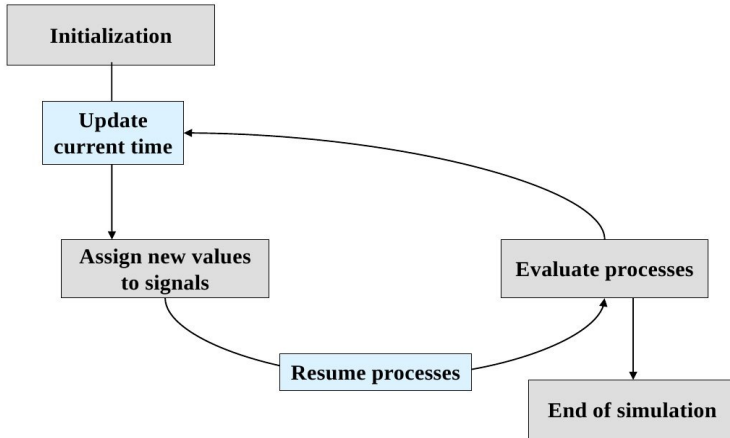 Initialization
Update
current time
Assign new values
to signals
Evaluate processes
Resume processes
End of simulation